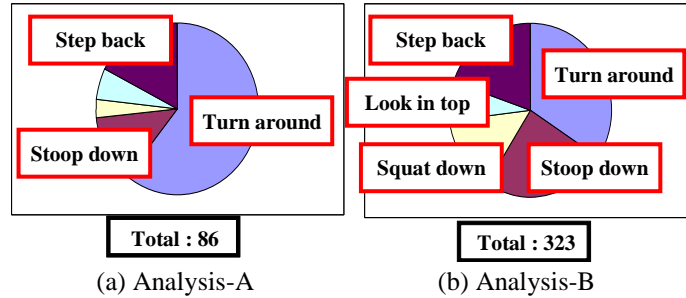 Step back
Turn around
Stoop down
Total : 86
(a) Analysis-A
Step back
Turn around
Look in top
Squat down
Stoop down
Total : 323
(b) Analysis-B